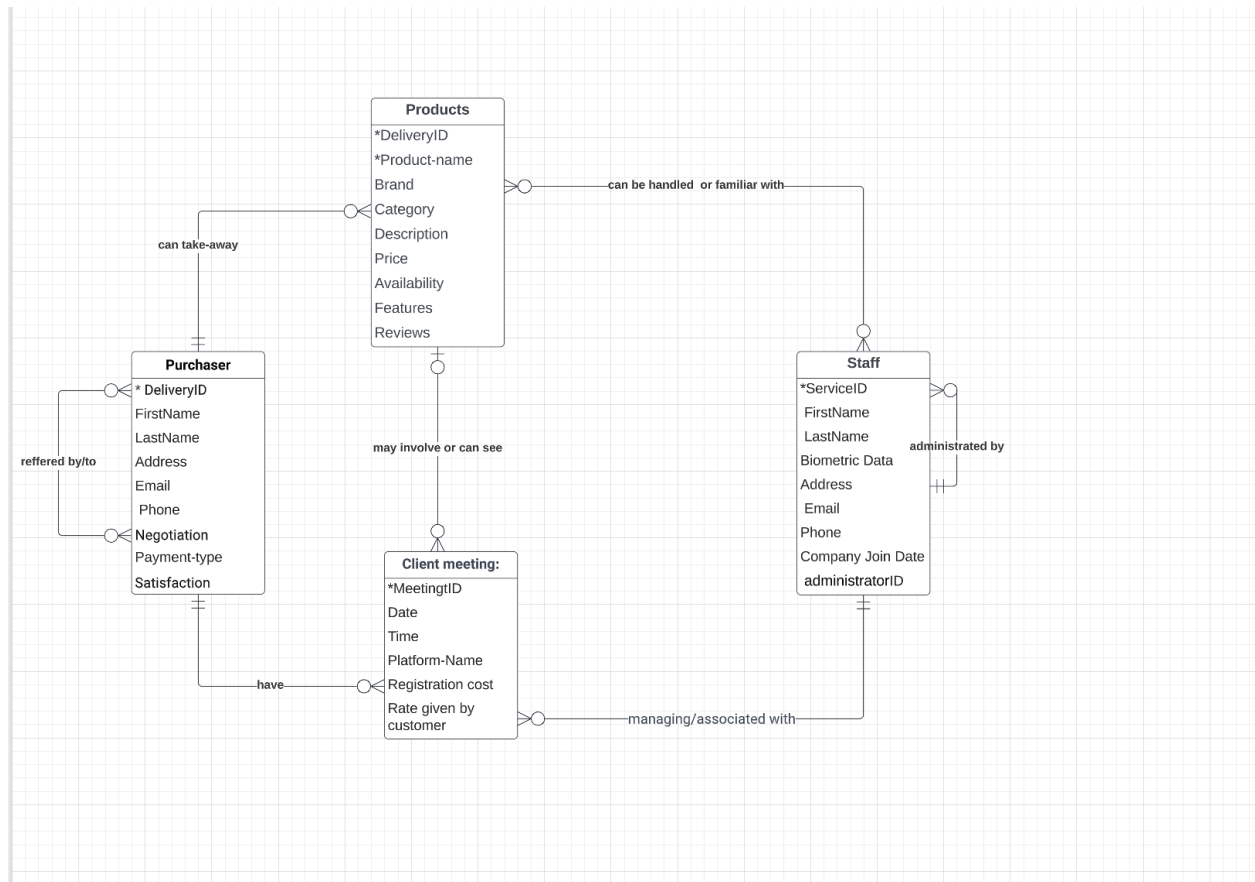 Products
*DeliveryID
*Product-name
Brand
Category
Description
Price
Availability
Features
Reviews
can be handled or familiar with
can take-away
Purchaser
* DeliveryID
FirstName
LastName
Address
Email
Phone
Negotiation
Payment-type
Satisfaction
reffered by/to
may involve or can see
Staff
*ServiceID
FirstName
LastName
Biometric Data
Address
Email
Phone
Company Join Date
administratorID
administrated by
Client meeting:
*MeetingtID
Date
Time
Platform-Name
Registration cost
Rate given by
customer
have
managing/associated with